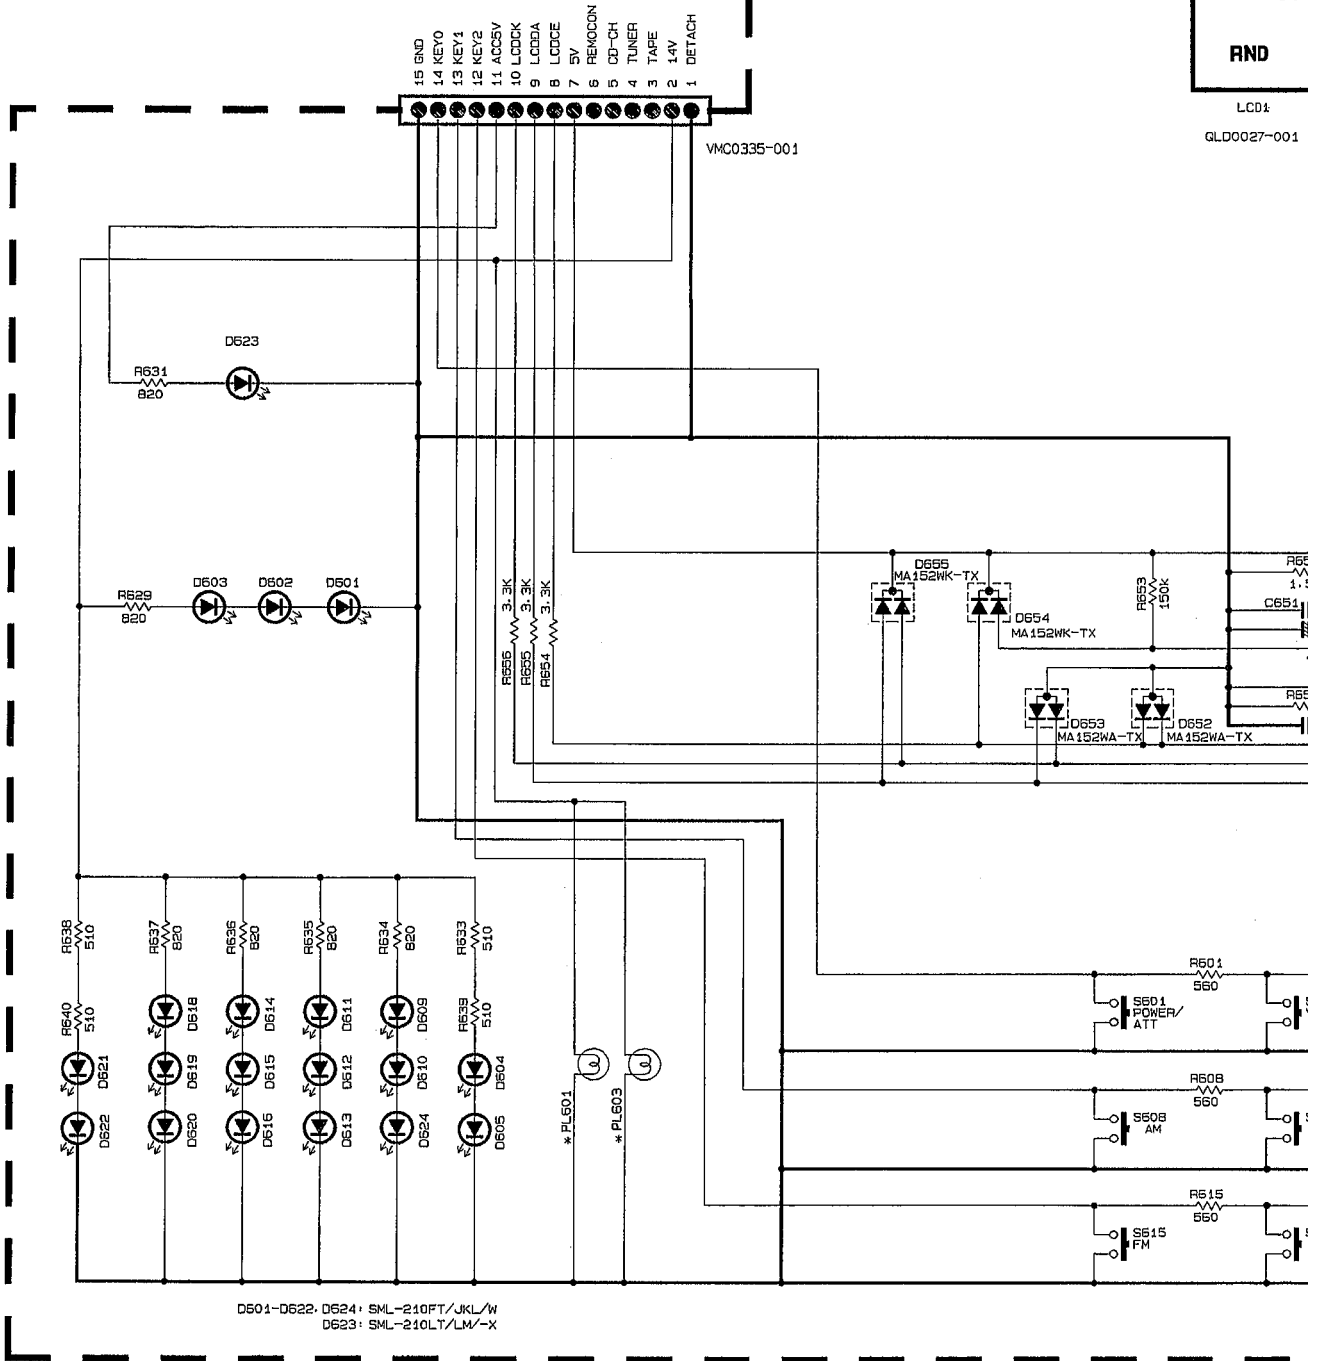 15 GND
14 KEY0
13 KEY1
12 KEY2
11 ACC5V
10 LCDCK
9 LCDDA
8 LCDCE
7 5V
6 REMOCON
5 CD-CH
4 TUNER
3 TAPE
2 14V
1 DETACH
VMC0335-001
RND
LCD1
QLD0027-001
D623
R631
820
R629
820
D603
D602
D601
R656 3.3K
R655 3.3K
R654 3.3K
D655
MA152WK-TX
D654
MA152WK-TX
R653
150k
C651
D653
MA152WA-TX
D652
MA152WA-TX
R638
510
R637
820
R636
820
R635
820
R634
820
R633
510
R640
510
R639
510
D618
D614
D611
D609
D621
D619
D615
D612
D610
D604
D622
D620
D616
D613
D624
D605
* PL601
* PL603
R601
560
S601
POWER/
ATT
R608
560
S608
AM
R615
560
S615
FM
D601-D622, D624: SML-210FT/JKL/W
D623: SML-210LT/LM/-X